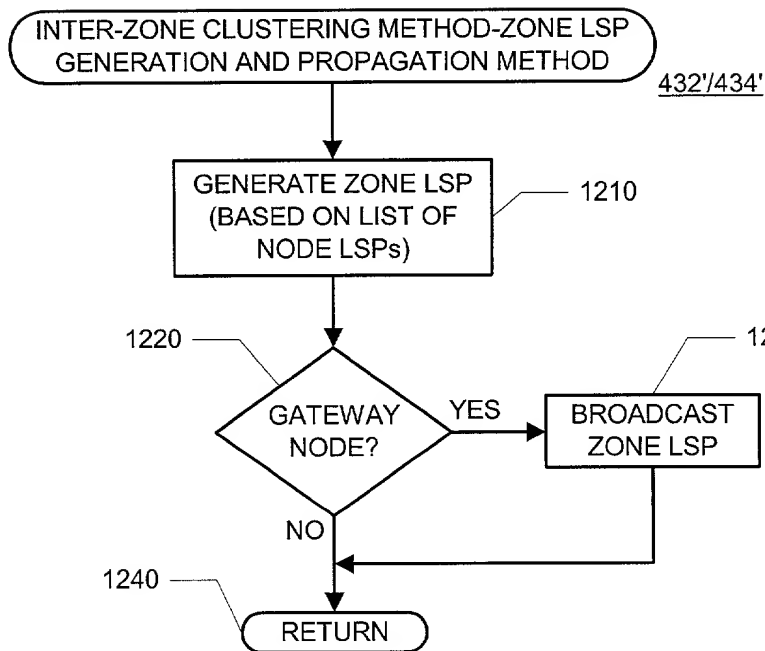 INTER-ZONE CLUSTERING METHOD-ZONE LSP
GENERATION AND PROPAGATION METHOD
432'/434'
GENERATE ZONE LSP
(BASED ON LIST OF
NODE LSPs)
1210
1220
GATEWAY
NODE?
YES
BROADCAST
ZONE LSP
NO
1240
RETURN